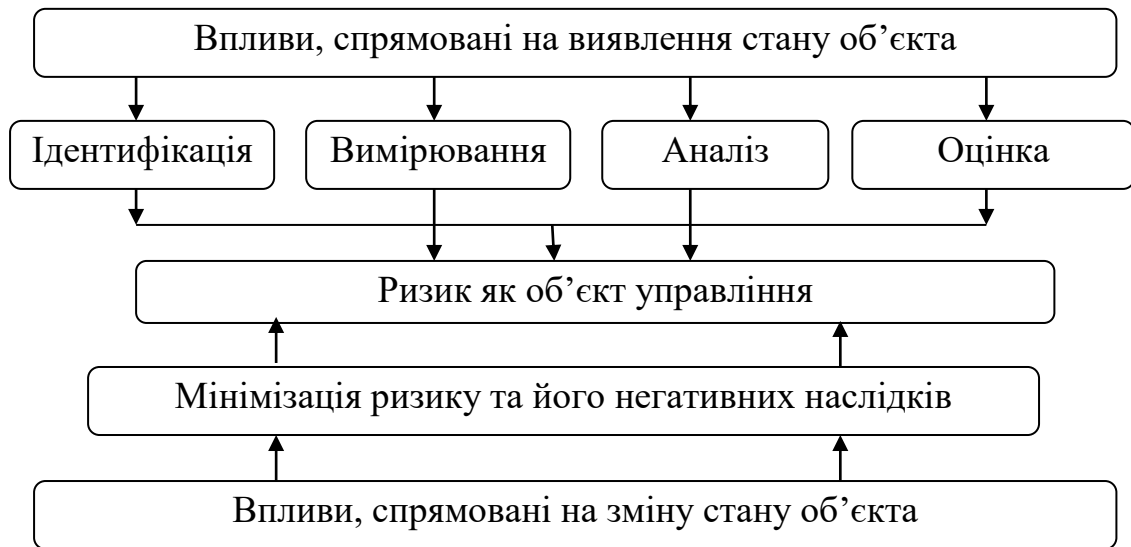 Впливи, спрямовані на виявлення стану об’єкта
Ідентифікація
Вимірювання
Аналіз
Оцінка
Ризик як об’єкт управління
Мінімізація ризику та його негативних наслідків
Впливи, спрямовані на зміну стану об’єкта